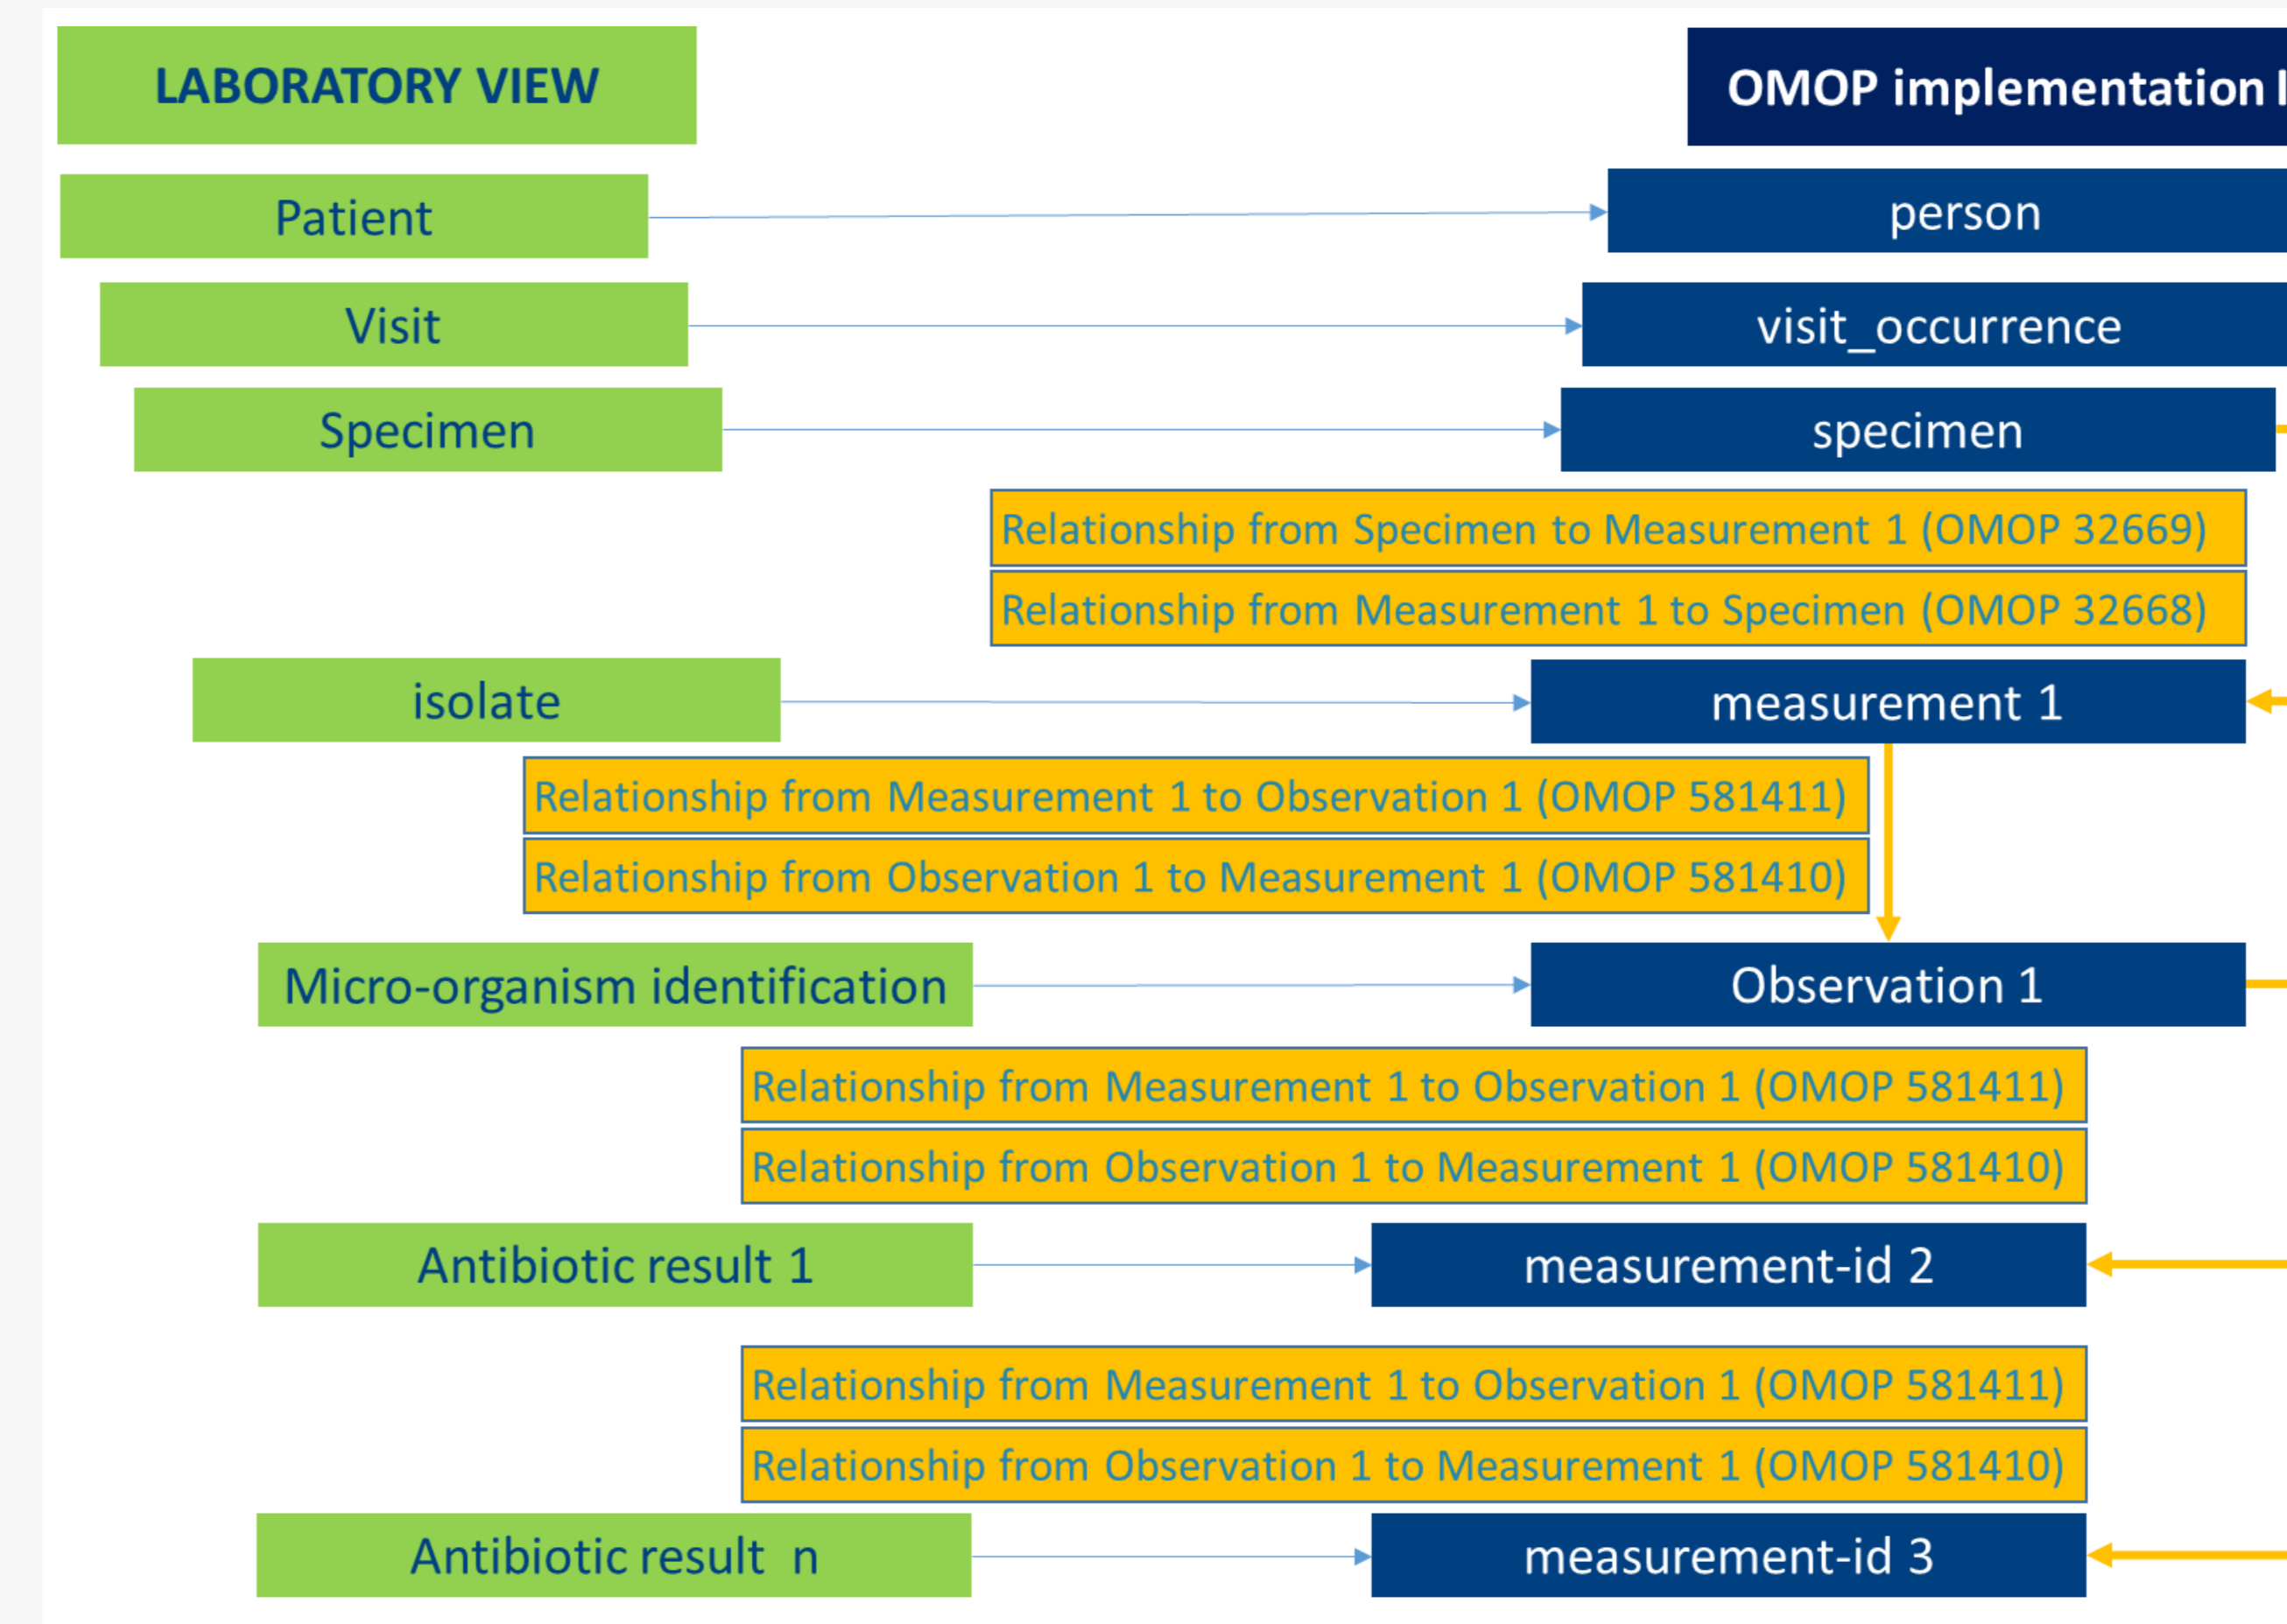 LABORATORY VIEW
OMOP implementation
Patient
person
Visit
visit_occurrence
Specimen
specimen
Relationship from Specimen to Measurement 1 (OMOP 32669)
Relationship from Measurement 1 to Specimen (OMOP 32668)
isolate
measurement 1
Relationship from Measurement 1 to Observation 1 (OMOP 581411)
Relationship from Observation 1 to Measurement 1 (OMOP 581410)
Micro-organism identification
Observation 1
Relationship from Measurement 1 to Observation 1 (OMOP 581411)
Relationship from Observation 1 to Measurement 1 (OMOP 581410)
Antibiotic result 1
measurement-id 2
Relationship from Measurement 1 to Observation 1 (OMOP 581411)
Relationship from Observation 1 to Measurement 1 (OMOP 581410)
Antibiotic result n
measurement-id 3